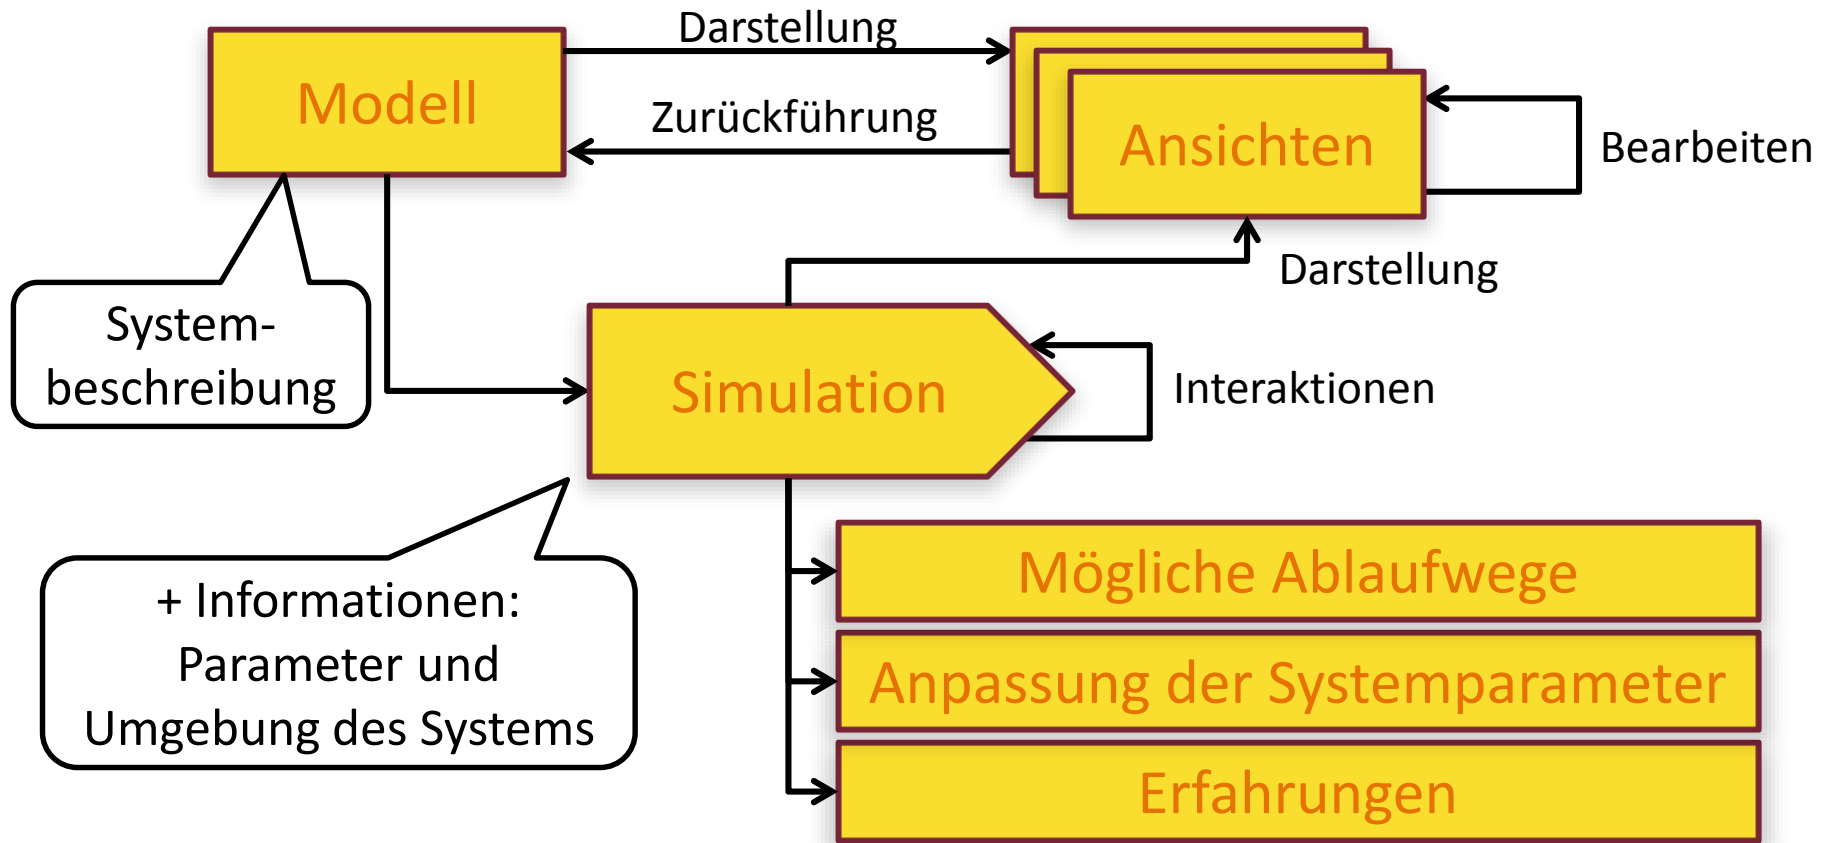 Darstellung
Modell
Zurückführung
Ansichten
Bearbeiten
Darstellung
System-
beschreibung
Simulation
Interaktionen
+ Informationen:
Parameter und
Umgebung des Systems
Mögliche Ablaufwege
Anpassung der Systemparameter
Erfahrungen